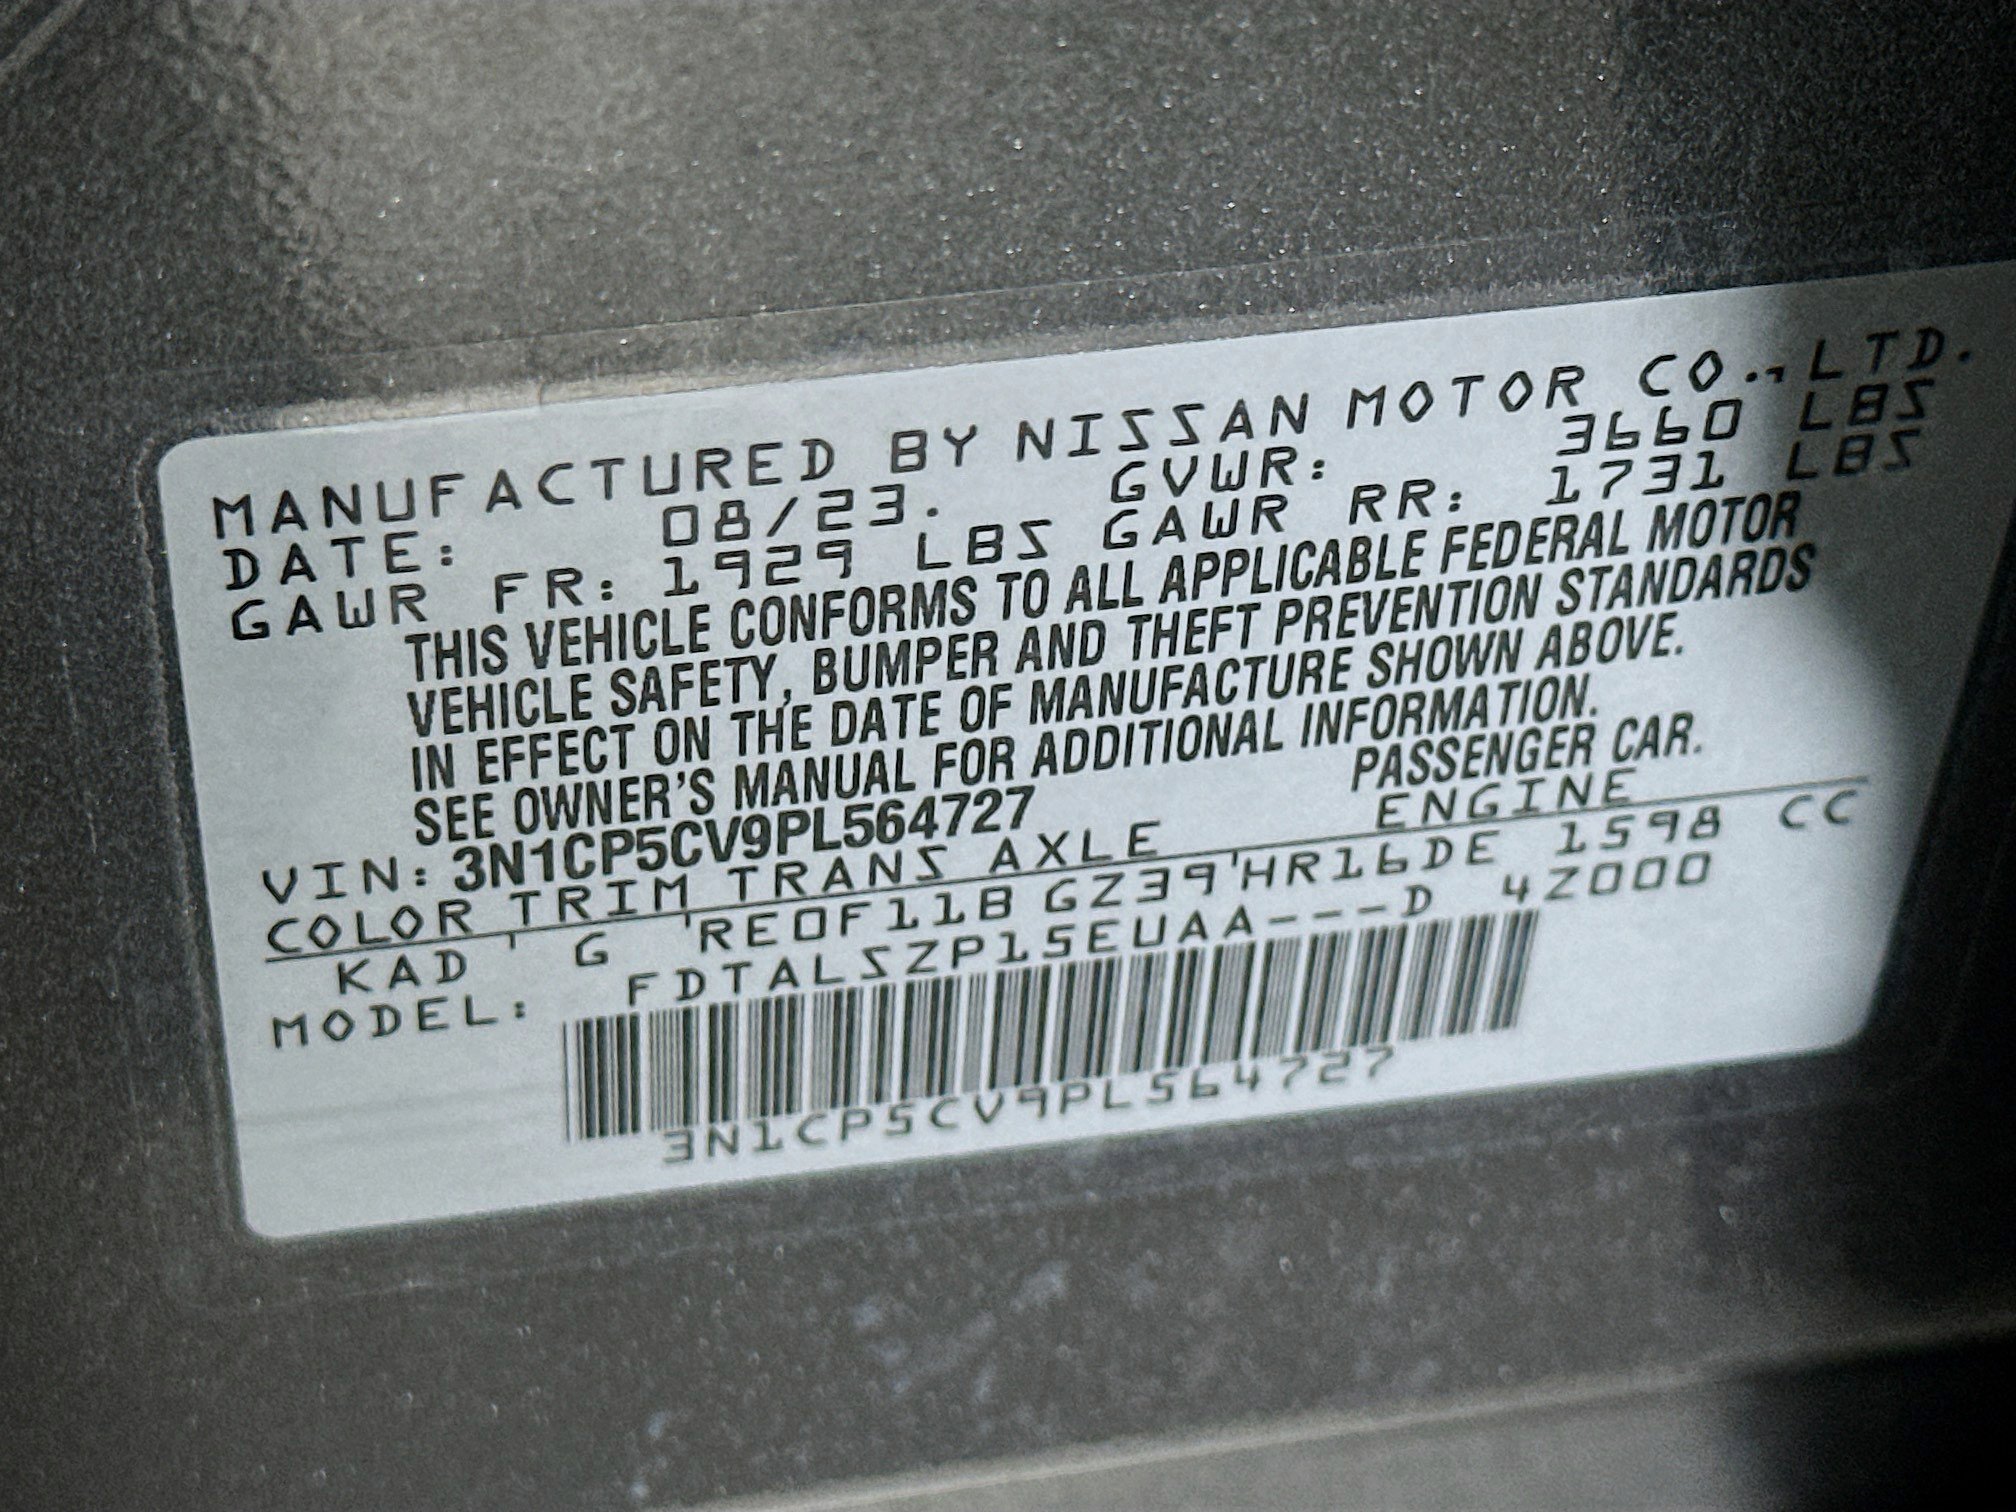 MANUFACTURED BY NISSAN MOTOR CO., LTD.
DATE: 08/23. GVWR: 3660 LBS
GAWR FR: 1929 LBS GAWR RR: 1731 LBS
THIS VEHICLE CONFORMS TO ALL APPLICABLE FEDERAL MOTOR
VEHICLE SAFETY, BUMPER AND THEFT PREVENTION STANDARDS
IN EFFECT ON THE DATE OF MANUFACTURE SHOWN ABOVE.
SEE OWNER'S MANUAL FOR ADDITIONAL INFORMATION.
VIN: 3N1CP5CV9PL564727 PASSENGER CAR.
COLOR TRIM TRANS AXLE ENGINE
KAD ' G 'RE0F11B GZ39'HR16DE 1598 CC
MODEL: FDTALSZP15EUAA---D 4Z000
3N1CP5CV9PL564727